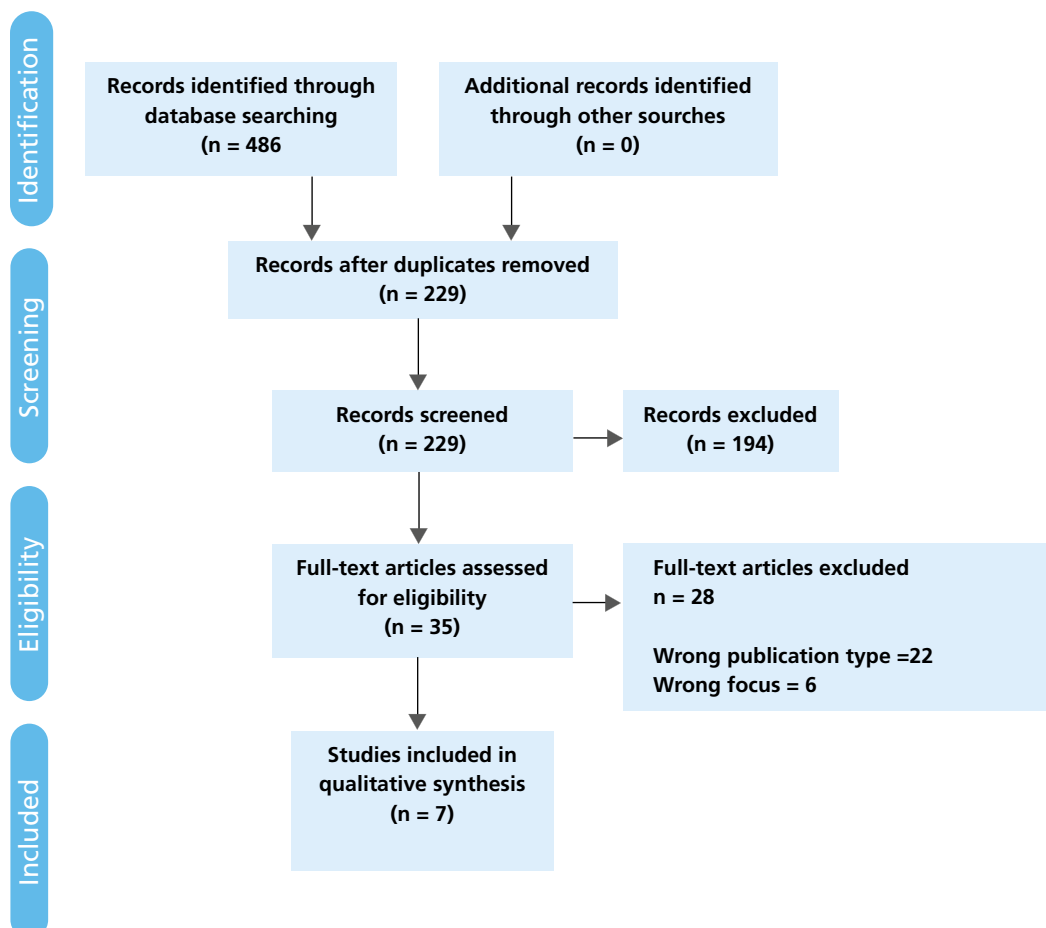 Identification
Records identified through
database searching
(n = 486
Additional records identified
through other sourches
(n = 0)
Screening
Records after duplicates removed
(n = 229)
Records screened
(n = 229)
Records excluded
(n = 194)
Eligibility
Full-text articles assessed
for eligibility
(n = 35)
Full-text articles excluded
n = 28
Wrong publication type =22
Wrong focus = 6
Included
Studies included in
qualitative synthesis
(n = 7)